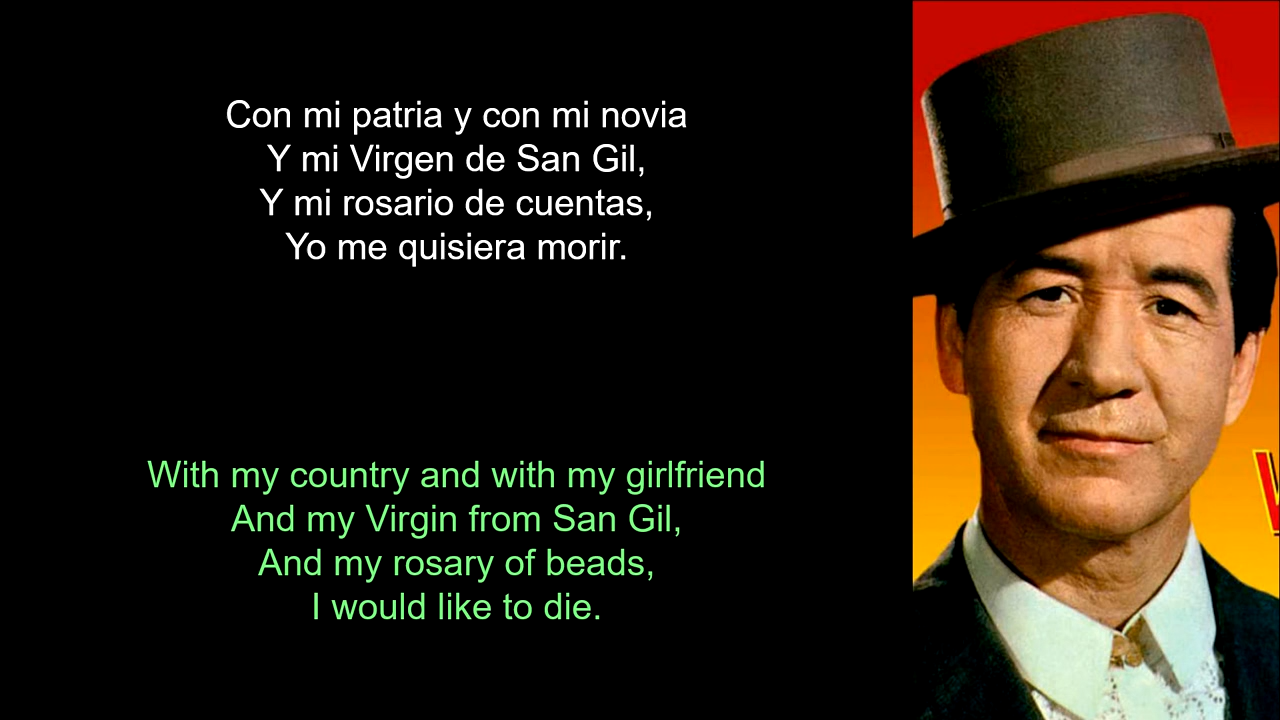 Con mi patria y con mi novia
Y mi Virgen de San Gil,
Y mi rosario de cuentas,
Yo me quisiera morir.
With my country and with my girlfriend
And my Virgin from San Gil,
And my rosary of beads,
I would like to die.